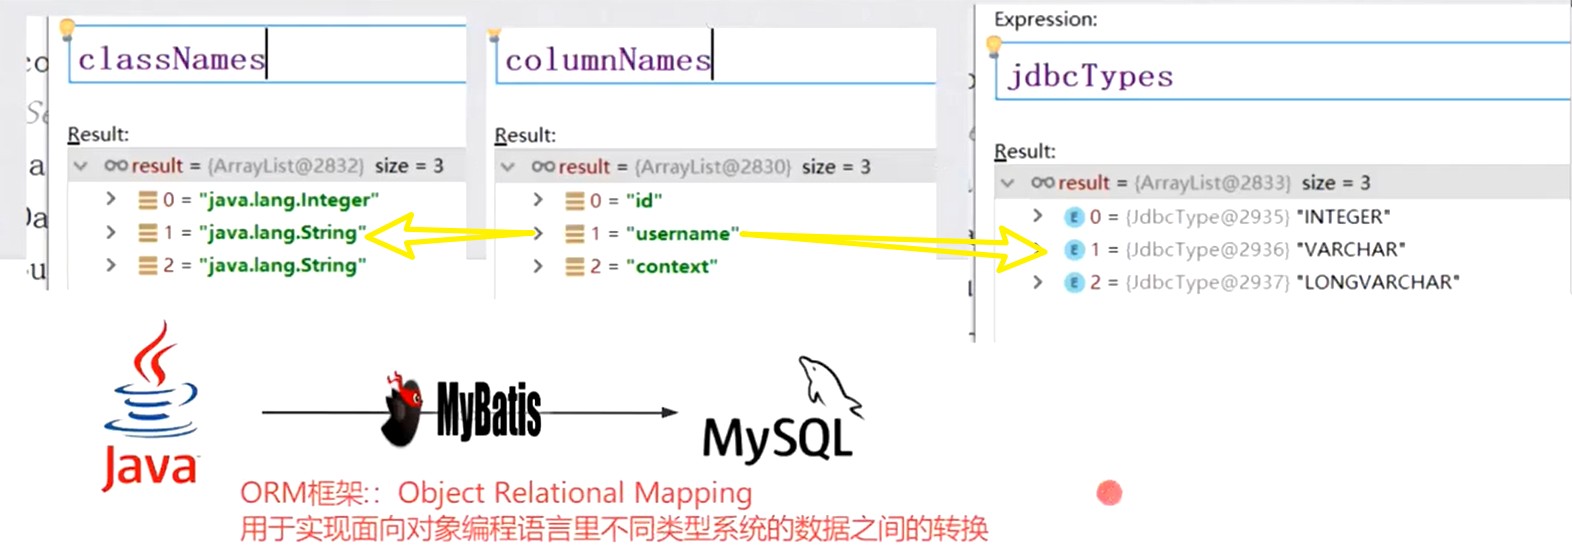 classNames
Result:
result = {ArrayList@2832} size = 3
0 = "java.lang.Integer"
1 = "java.lang.String"
2 = "java.lang.String"
columnNames
Result:
result = {ArrayList@2830} size = 3
0 = "id"
1 = "username"
2 = "context"
Expression:
jdbcTypes
Result:
result = {ArrayList@2833} size = 3
E 0 = {JdbcType@2935} "INTEGER"
E 1 = {JdbcType@2936} "VARCHAR"
E 2 = {JdbcType@2937} "LONGVARCHAR"
Java
MyBatis
MySQL
ORM框架:: Object Relational Mapping
用于实现面向对象编程语言里不同类型系统的数据之间的转换